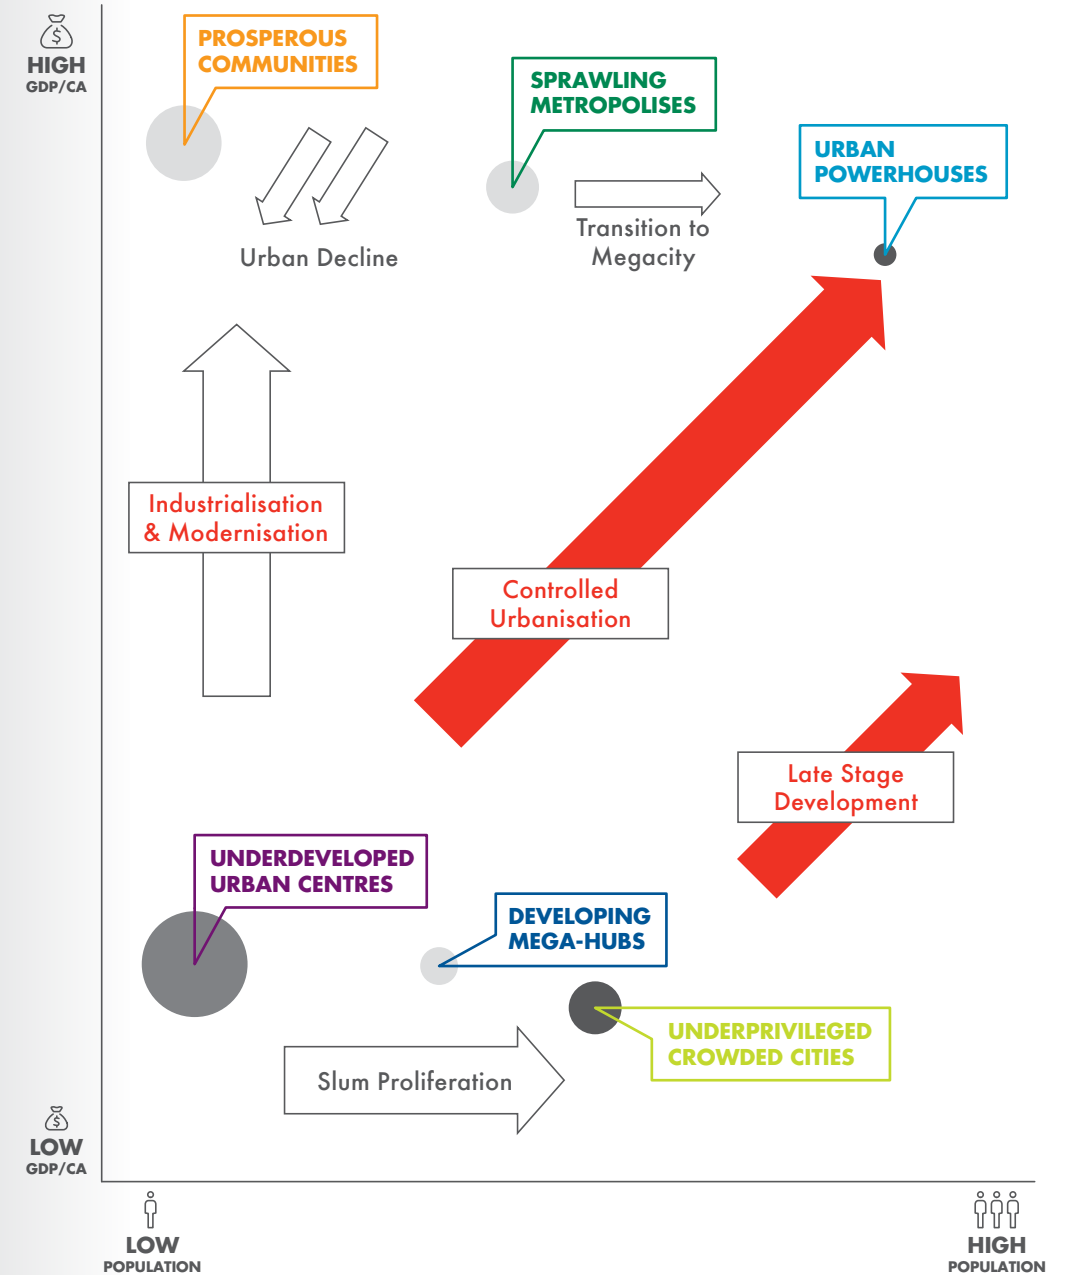 HIGH
GDP/CA
PROSPEROUS
COMMUNITIES
SPRAWLING
METROPOLISES
URBAN
POWERHOUSES
Urban Decline
Transition to
Megacity
Industrialisation
& Modernisation
Controlled
Urbanisation
Late Stage
Development
UNDERDEVELOPED
URBAN CENTRES
DEVELOPING
MEGA-HUBS
UNDERPRIVILEGED
CROWDED CITIES
Slum Proliferation
LOW
GDP/CA
LOW
POPULATION
HIGH
POPULATION